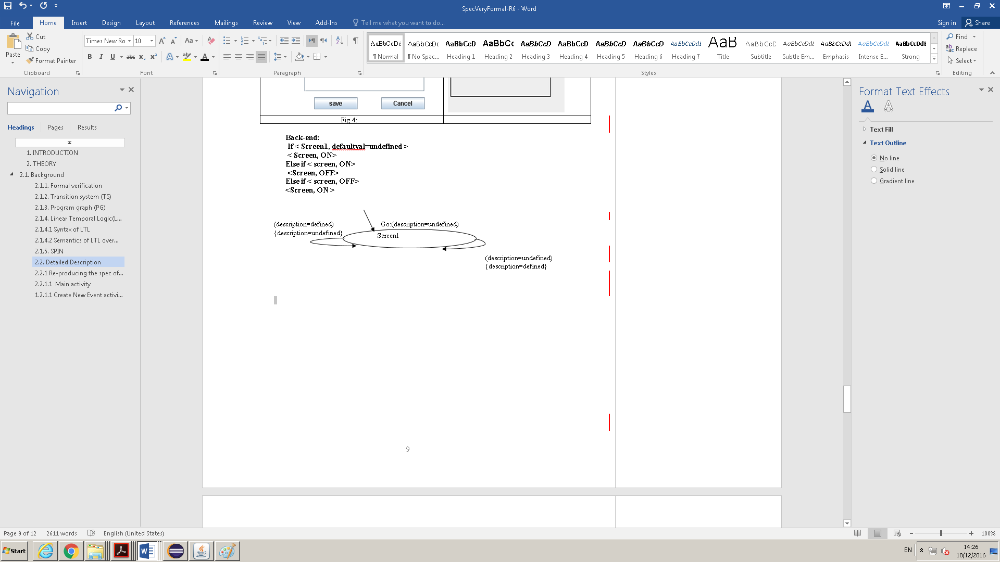 SpecVeryFormal-R6 - Word
File Home Insert Design Layout References Mailings Review View Add-Ins Tell me what you want to do... Sign in Share
Paste
Cut
Copy
Format Painter
Clipboard
Times New Ro 10
Font
Paragraph
AaBbCcDc AaBbCcDc AaBbCcD AaBbCc AaBbCcD AaBbCcD AaBbCcD AaBbCcD AaBbCcDdE AaB AaBbCcD AaBbCcDdI AaBbCcDdI AaBbCcDdI AaBbCcDdE
¶ Normal ¶ No Spac... Heading 1 Heading 2 Heading 3 Heading 4 Heading 5 Heading 6 Heading 7 Title Subtitle Subtle Em... Emphasis Intense E... Strong
Styles
Find
Replace
Select
Editing
Navigation
Headings Pages Results
1. INTRODUCTION
2. THEORY
2.1. Background
2.1.1. Formal verification
2.1.2. Transition system (TS)
2.1.3. Program graph (PG)
2.1.4. Linear Temporal Logic(L...
2.1.4.1 Syntax of LTL
2.1.4.2 Semantics of LTL over...
2.1.5. SPIN
2.2. Detailed Description
2.2.1 Re-producing the spec of...
2.2.1.1 Main activity
1.2.1.1 Create New Event activi...
save Cancel
Fig 4:
Back-end:
If < Screen1, defaultval=undefined >
< Screen, ON>
Else if < screen, ON>
<Screen, OFF>
Else if < screen, OFF>
<Screen, ON >
(description=defined)
{description=undefined}
Go:(description=undefined)
Screen1
(description=undefined)
{description=defined}
9
Format Text Effects
Text Fill
Text Outline
No line
Solid line
Gradient line
Page 9 of 12 2611 words English (United States) 100%
Start EN 14:26
18/12/2016